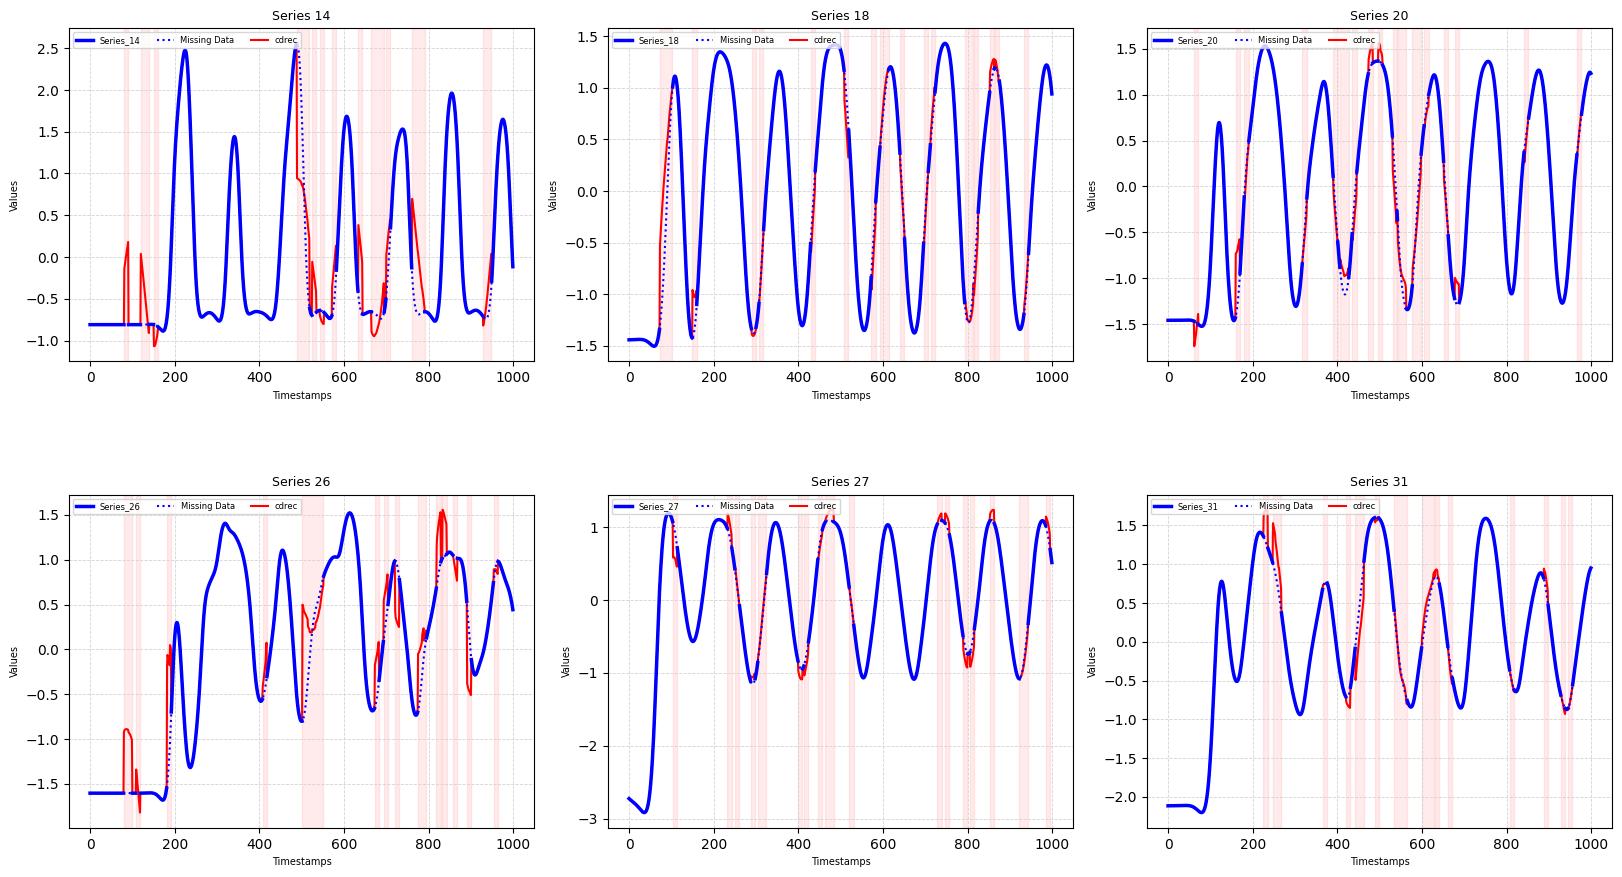 Series 14
Series_14 Missing Data cdrec
2.5
2.0
1.5
1.0
0.5
0.0
−0.5
−1.0
Values
0 200 400 600 800 1000
Timestamps
Series 18
Series_18 Missing Data cdrec
1.5
1.0
0.5
0.0
−0.5
−1.0
−1.5
Values
0 200 400 600 800 1000
Timestamps
Series 20
Series_20 Missing Data cdrec
1.5
1.0
0.5
0.0
−0.5
−1.0
−1.5
Values
0 200 400 600 800 1000
Timestamps
Series 26
Series_26 Missing Data cdrec
1.5
1.0
0.5
0.0
−0.5
−1.0
−1.5
Values
0 200 400 600 800 1000
Timestamps
Series 27
Series_27 Missing Data cdrec
1
0
−1
−2
−3
Values
0 200 400 600 800 1000
Timestamps
Series 31
Series_31 Missing Data cdrec
1.5
1.0
0.5
0.0
−0.5
−1.0
−1.5
−2.0
Values
0 200 400 600 800 1000
Timestamps